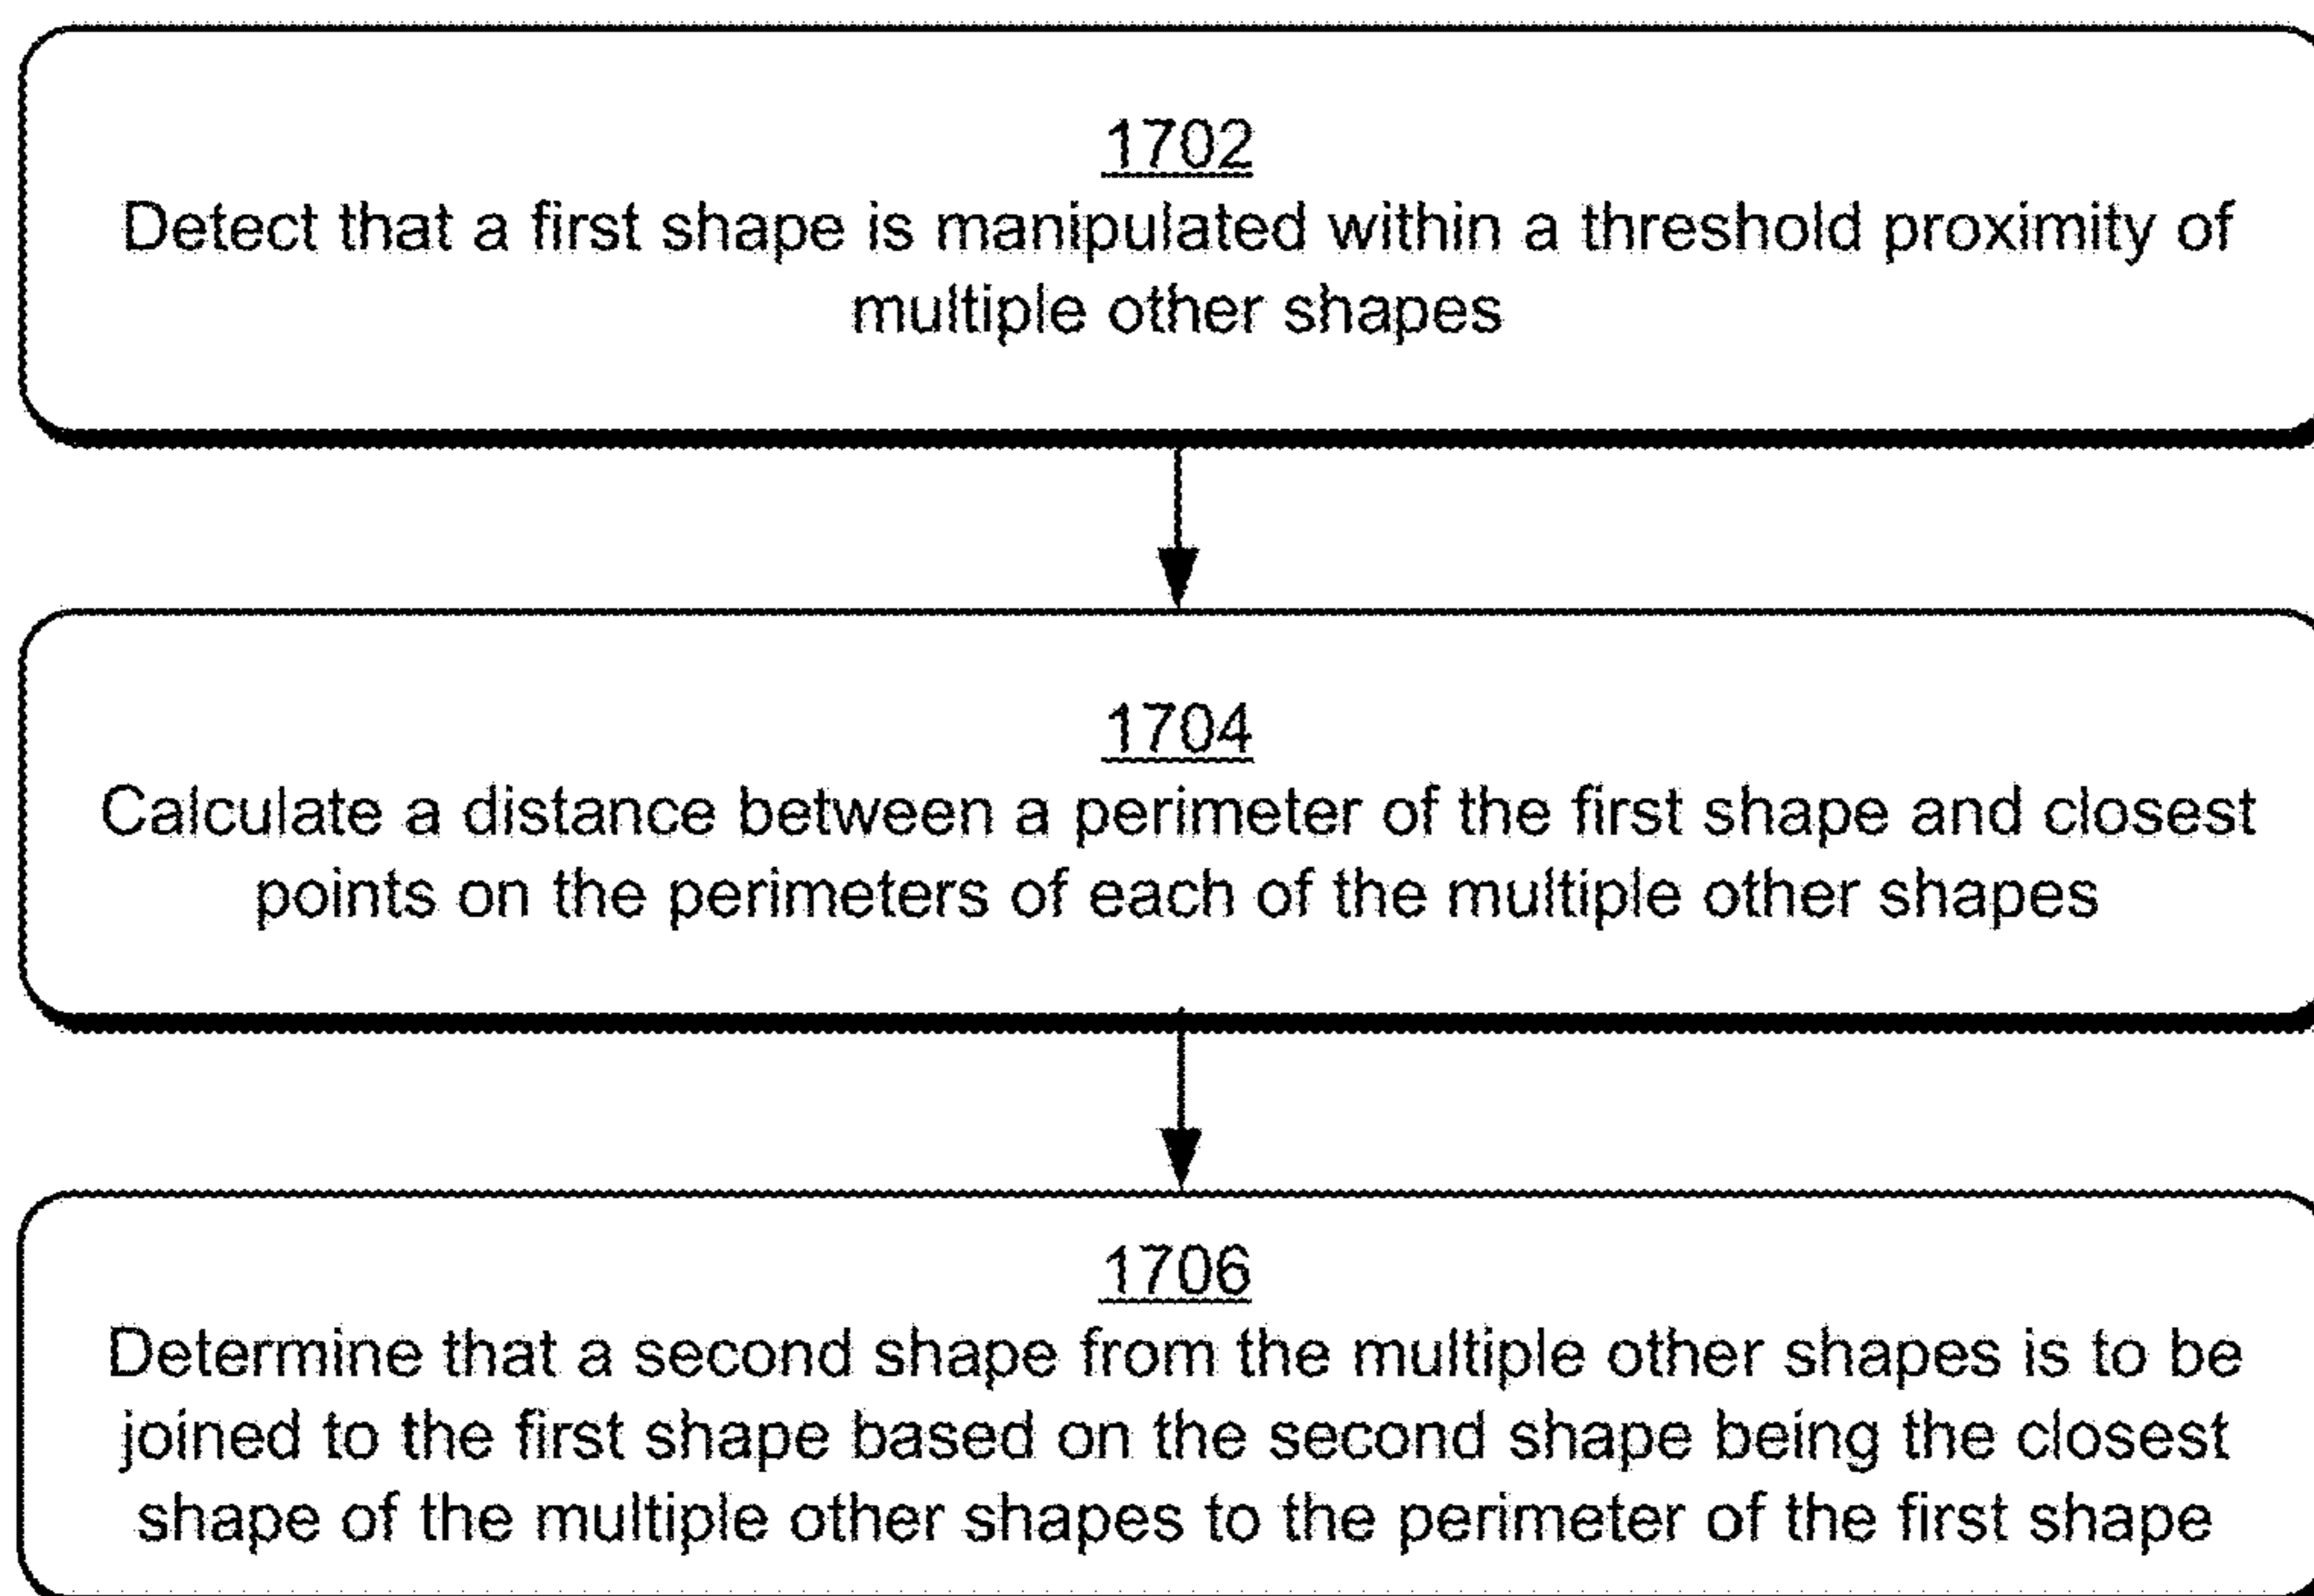 1702
Detect that a first shape is manipulated within a threshold proximity of
multiple other shapes
1704
Calculate a distance between a perimeter of the first shape and closest
points on the perimeters of each of the multiple other shapes
1706
Determine that a second shape from the multiple other shapes is to be
joined to the first shape based on the second shape being the closest
shape of the multiple other shapes to the perimeter of the first shape